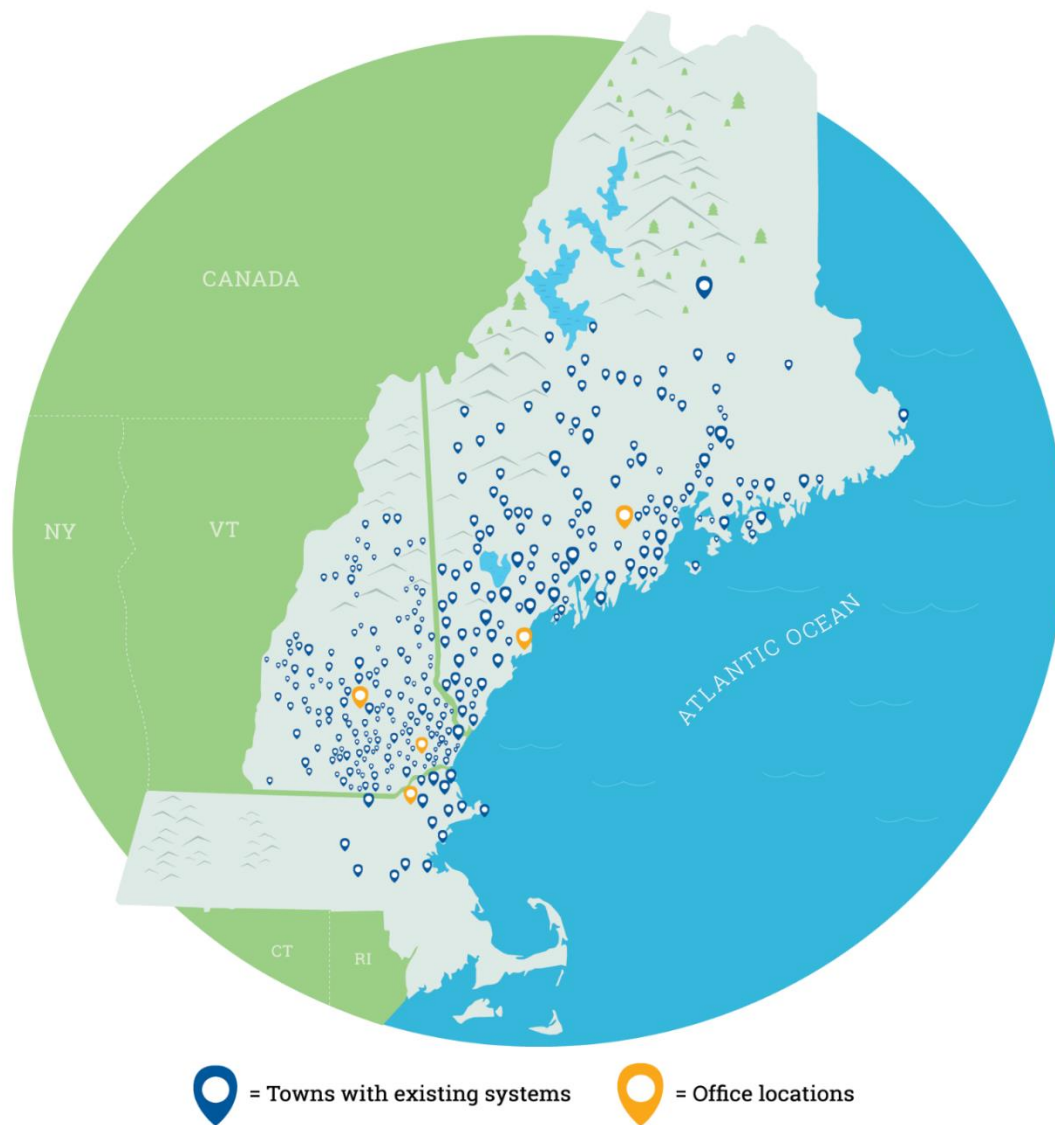 CANADA
NY
VT
ATLANTIC OCEAN
CT
RI
= Towns with existing systems
= Office locations